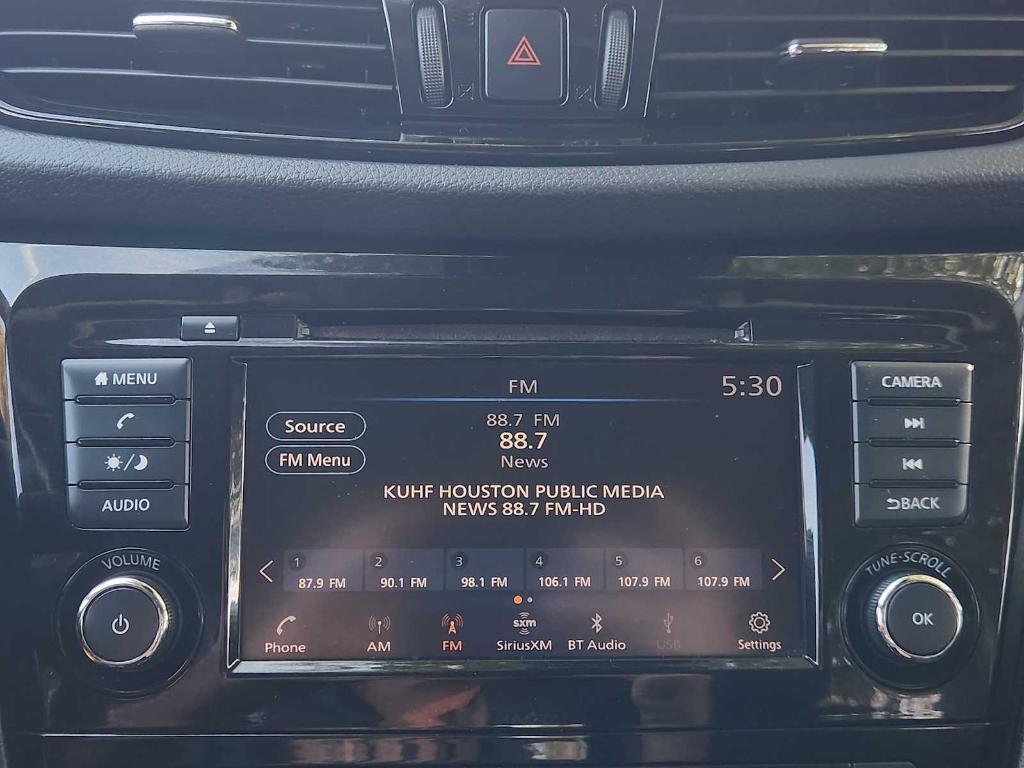 MENU
AUDIO
VOLUME
FM
5:30
Source
FM Menu
88.7 FM
88.7
News
KUHF HOUSTON PUBLIC MEDIA
NEWS 88.7 FM-HD
1 2 3 4 5 6
87.9 FM 90.1 FM 98.1 FM 106.1 FM 107.9 FM 107.9 FM
sxm
Phone AM FM SiriusXM BT Audio USB Settings
CAMERA
BACK
TUNE·SCROLL
OK